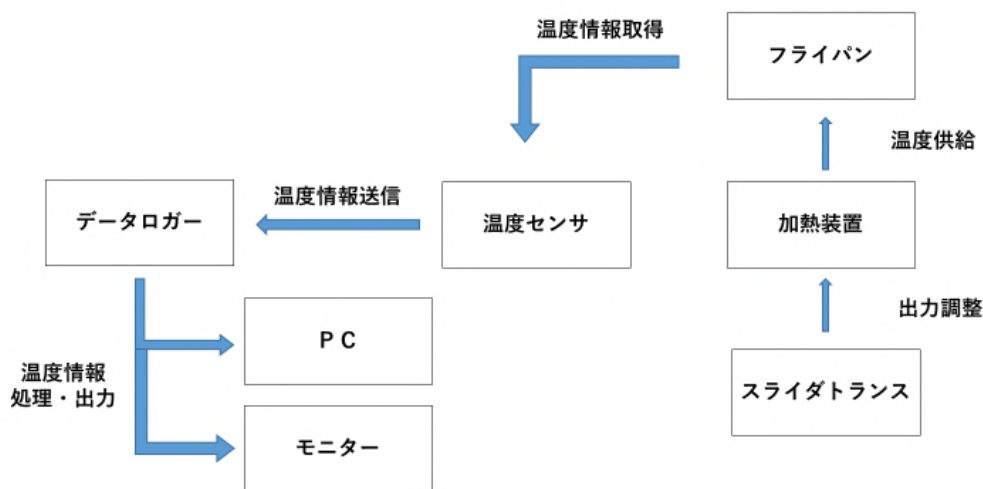 温度情報取得
フライパン
温度供給
データロガー
温度情報送信
温度センサ
加熱装置
出力調整
ＰＣ
スライダトランス
温度情報
処理・出力
モニター